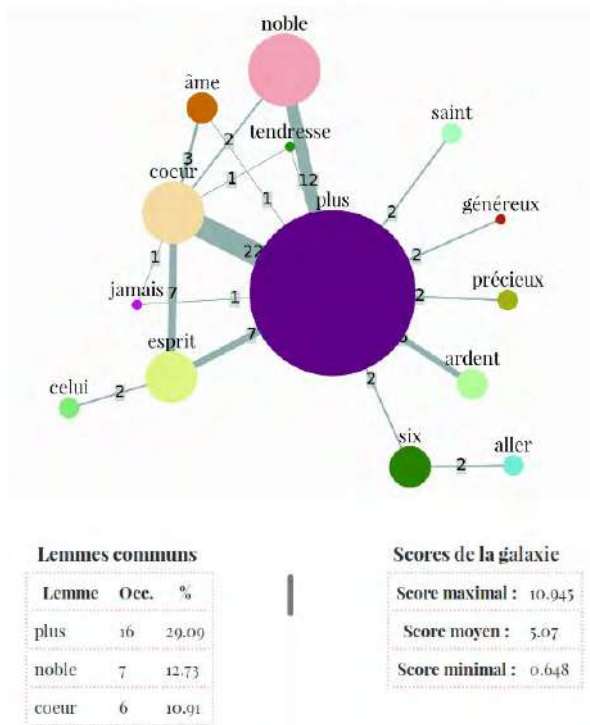 noble
âme
2
tendresse
saint
3
coeur
1
12
1
plus
2
généreux
22
2
1
précieux
jamais
7
1
2
esprit
7
ardent
celui
2
2
six
aller
2
Lemmes communs
Lemme Occ. %
plus 16 29.09
noble 7 12.73
coeur 6 10.91
Scores de la galaxie
Score maximal : 10.945
Score moyen : 5.07
Score minimal : 0.648